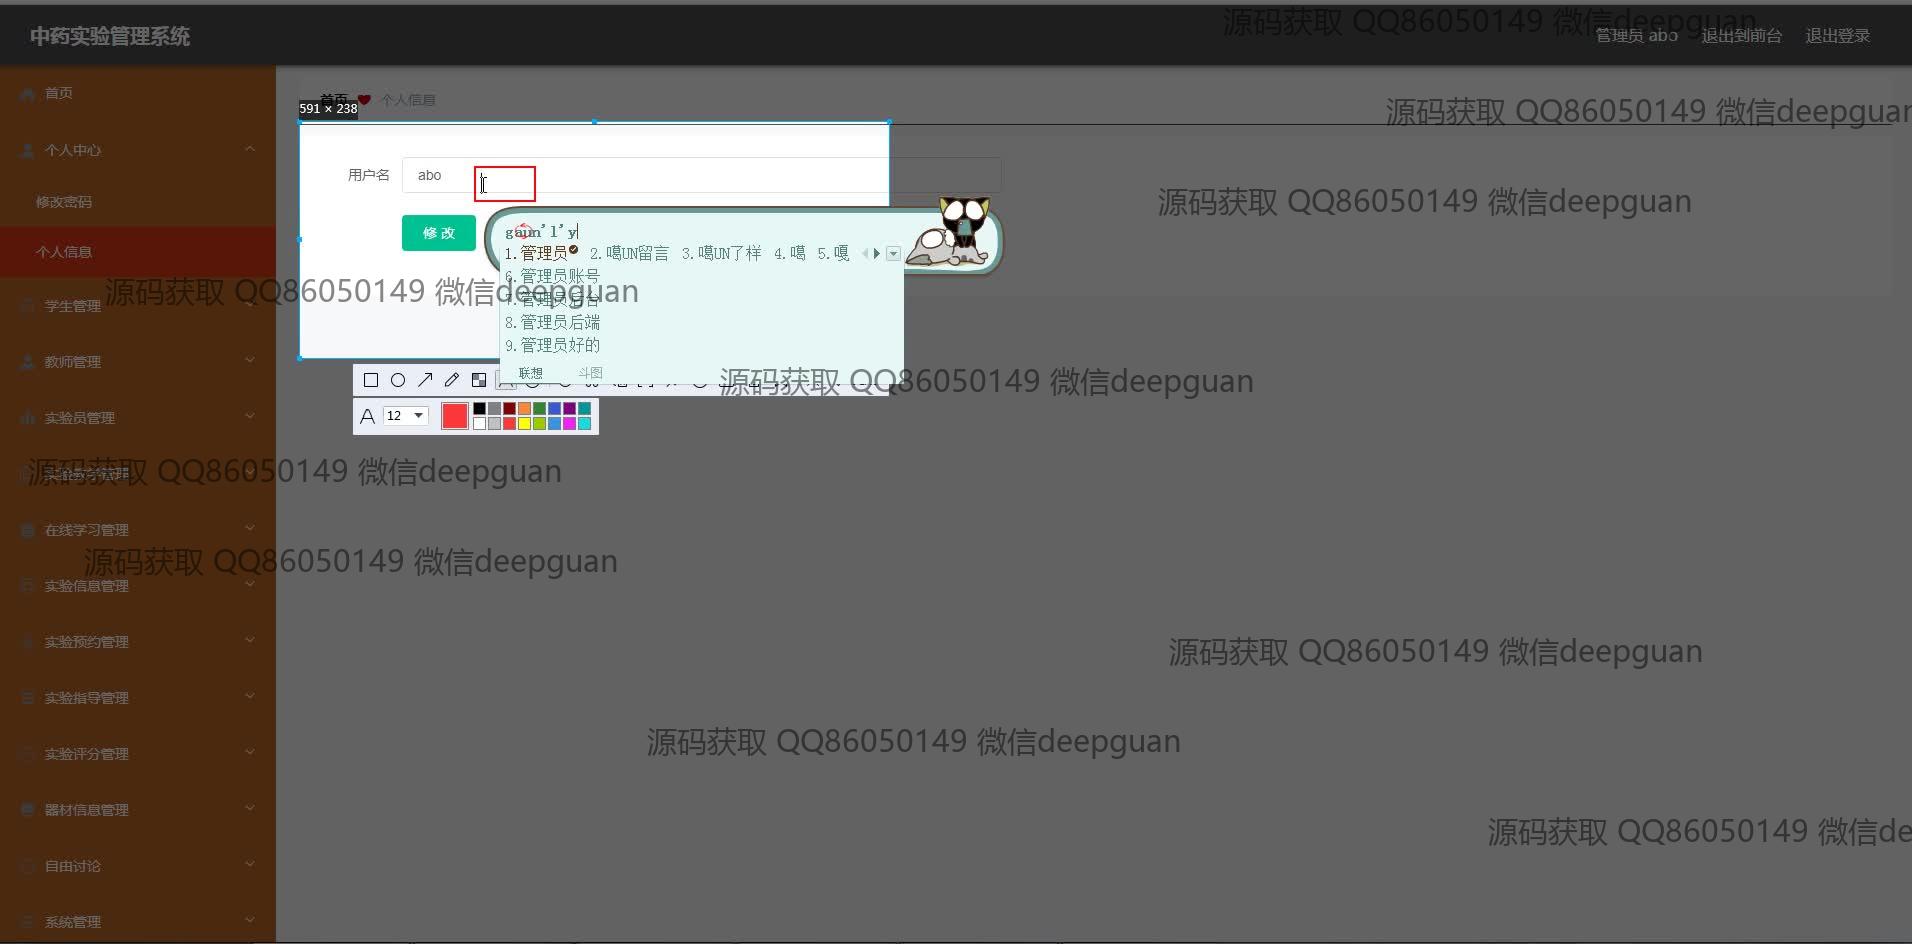 源码获取 QQ86050149 微信deepguan
中药实验管理系统
管理员 abo
退出到前台
退出登录
首页
首页
个人信息
591 × 238
源码获取 QQ86050149 微信deepguan
个人中心
用户名
abo
修改密码
源码获取 QQ86050149 微信deepguan
修 改
个人信息
1.管理员 2.噶UN留言 3.噶UN了样 4.噶 5.嘎
6.管理员账号
源码获取 QQ86050149 微信deepguan
7.管理员后台
学生管理
8.管理员后端
9.管理员好的
教师管理
联想
斗图
源码获取 QQ86050149 微信deepguan
A
12
实验员管理
源码获取 QQ86050149 微信deepguan
实验教学管理
在线学习管理
源码获取 QQ86050149 微信deepguan
实验信息管理
实验预约管理
源码获取 QQ86050149 微信deepguan
实验指导管理
源码获取 QQ86050149 微信deepguan
实验评分管理
器材信息管理
源码获取 QQ86050149 微信de
自由讨论
系统管理